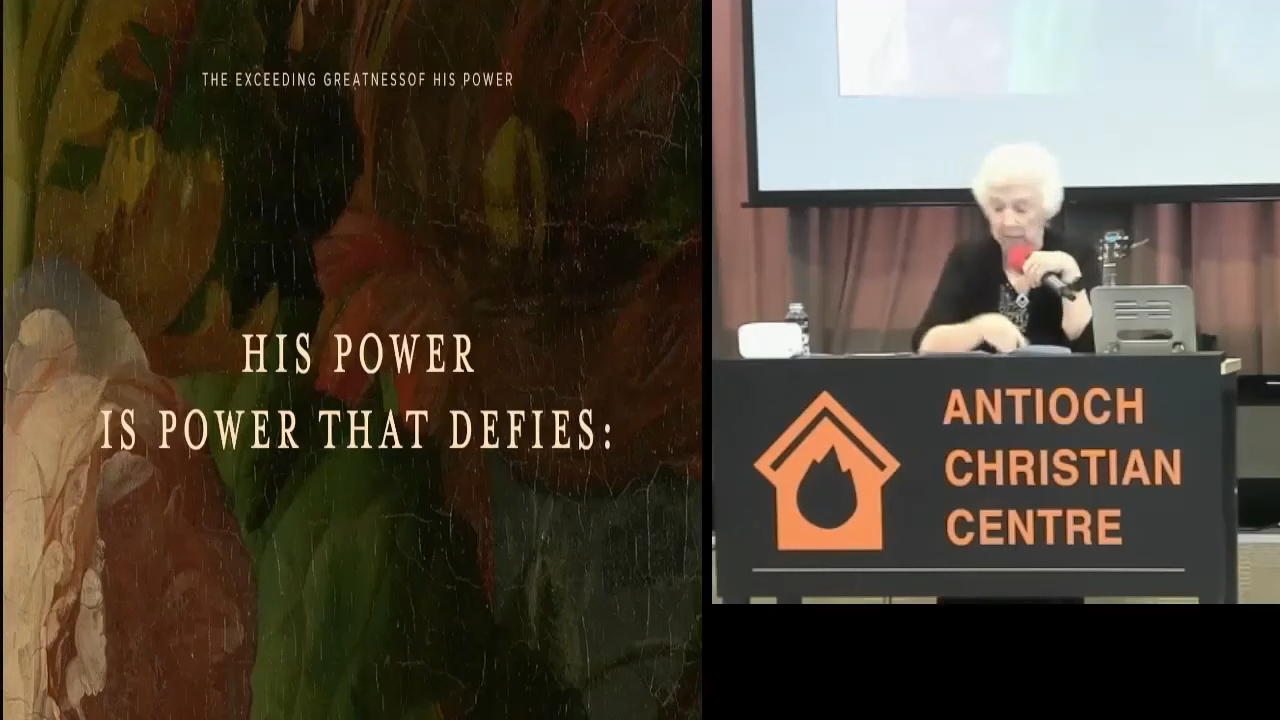 THE EXCEEDING GREATNESSOF HIS POWER
HIS POWER
IS POWER THAT DEFIES:
ANTIOCH
CHRISTIAN
CENTRE